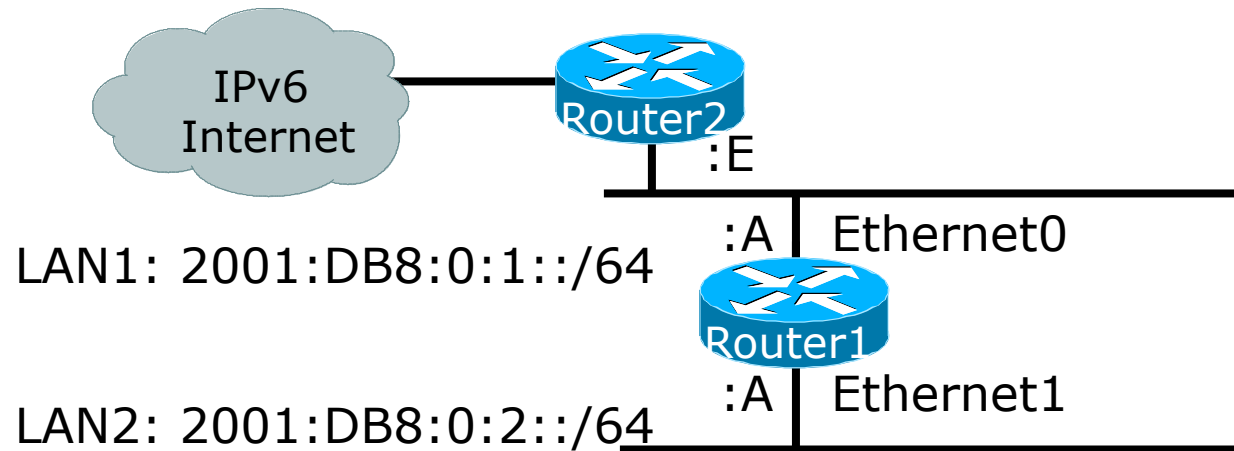 IPv6
Internet
Router2
:E
:A Ethernet0
LAN1: 2001:DB8:0:1::/64
Router1
:A Ethernet1
LAN2: 2001:DB8:0:2::/64